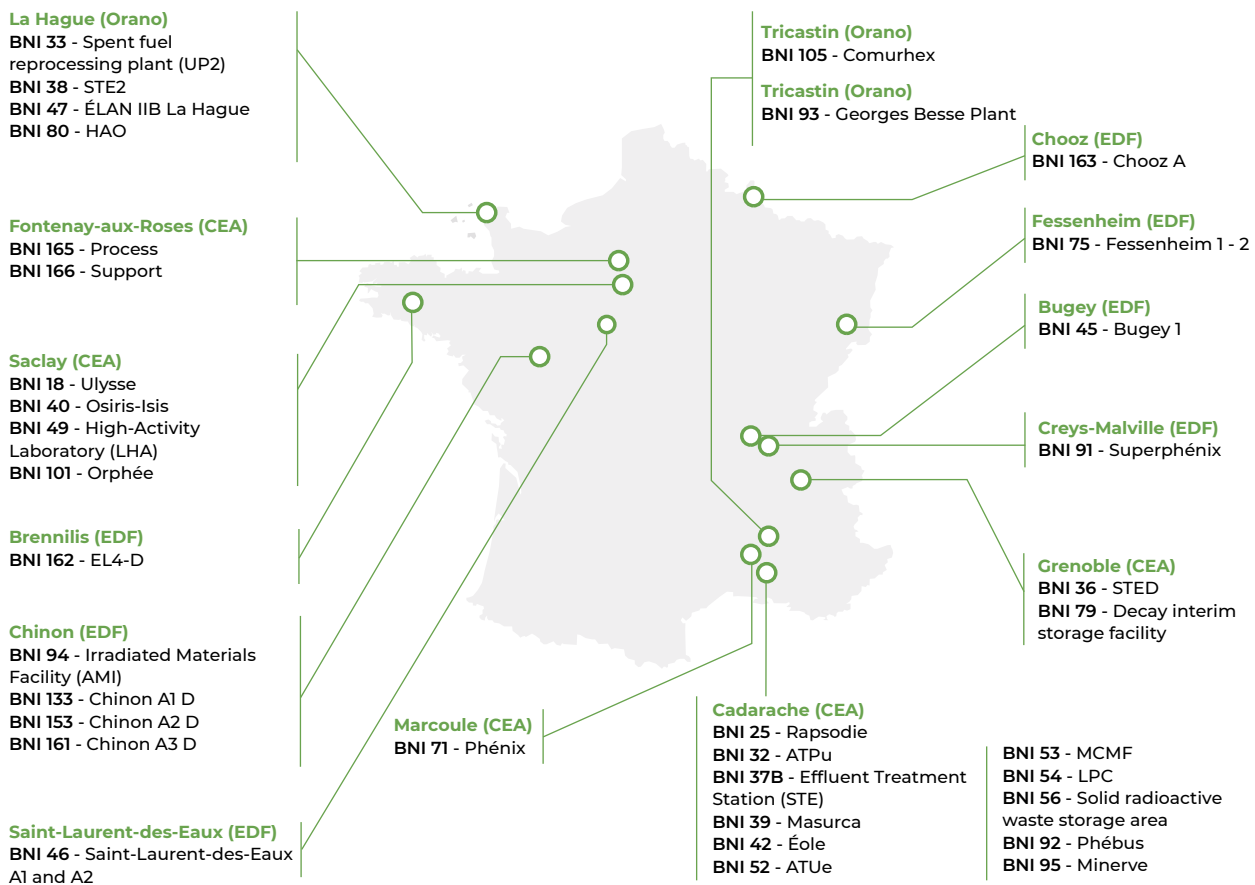 La Hague (Orano)
BNI 33 - Spent fuel
reprocessing plant (UP2)
BNI 38 - STE2
BNI 47 - ÉLAN IIB La Hague
BNI 80 - HAO
Fontenay-aux-Roses (CEA)
BNI 165 - Process
BNI 166 - Support
Saclay (CEA)
BNI 18 - Ulysse
BNI 40 - Osiris-Isis
BNI 49 - High-Activity
Laboratory (LHA)
BNI 101 - Orphée
Brennilis (EDF)
BNI 162 - EL4-D
Chinon (EDF)
BNI 94 - Irradiated Materials
Facility (AMI)
BNI 133 - Chinon A1 D
BNI 153 - Chinon A2 D
BNI 161 - Chinon A3 D
Saint-Laurent-des-Eaux (EDF)
BNI 46 - Saint-Laurent-des-Eaux
A1 and A2
Marcoule (CEA)
BNI 71 - Phénix
Tricastin (Orano)
BNI 105 - Comurhex
Tricastin (Orano)
BNI 93 - Georges Besse Plant
Chooz (EDF)
BNI 163 - Chooz A
Fessenheim (EDF)
BNI 75 - Fessenheim 1 - 2
Bugey (EDF)
BNI 45 - Bugey 1
Creys-Malville (EDF)
BNI 91 - Superphénix
Grenoble (CEA)
BNI 36 - STED
BNI 79 - Decay interim
storage facility
Cadarache (CEA)
BNI 25 - Rapsodie
BNI 32 - ATPu
BNI 37B - Effluent Treatment
Station (STE)
BNI 39 - Masurca
BNI 42 - Éole
BNI 52 - ATUe
BNI 53 - MCMF
BNI 54 - LPC
BNI 56 - Solid radioactive
waste storage area
BNI 92 - Phébus
BNI 95 - Minerve